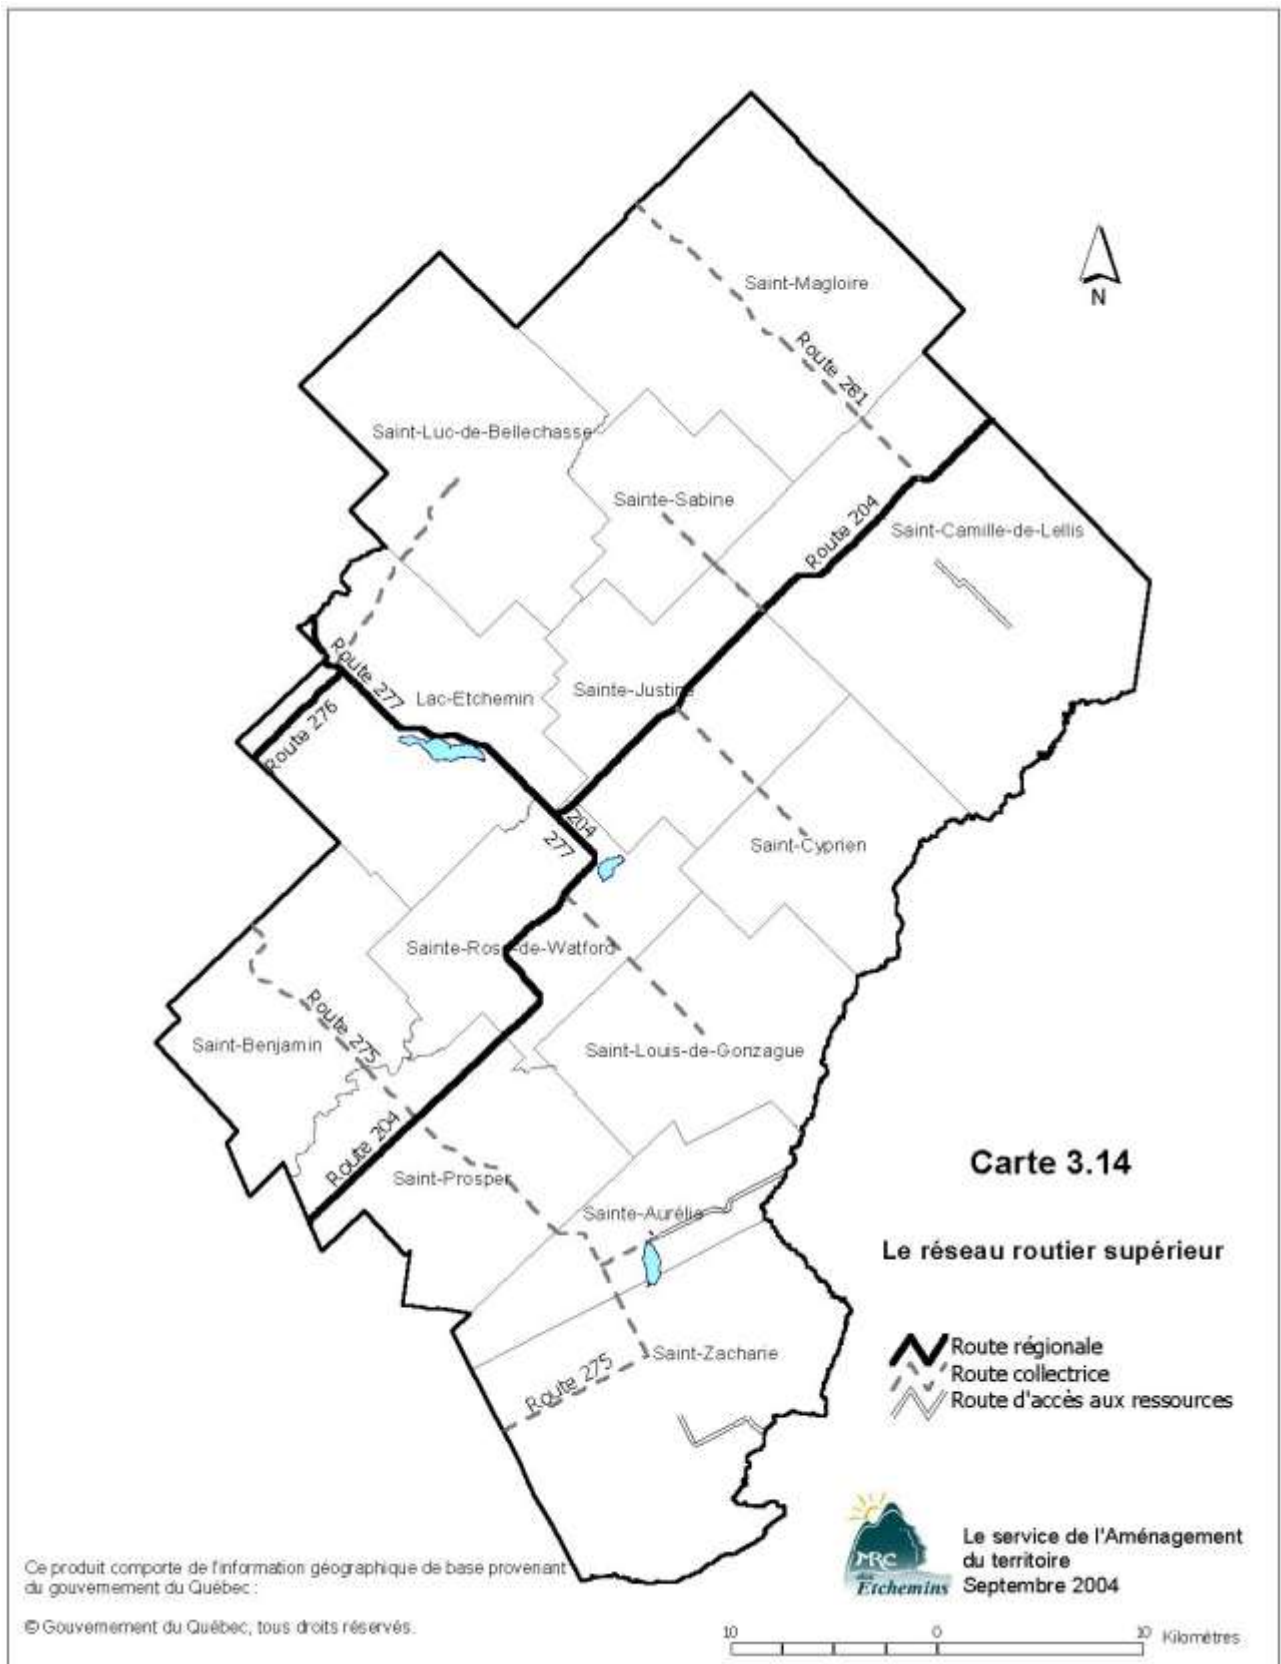 Saint-Magloire
N
Route 281
Saint-Luc-de-Bellechasse
Sainte-Sabine
Route 204
Saint-Camille-de-Lellis
Route 277
Lac-Etchemin
Sainte-Justine
Route 276
204
277
Saint-Cyprien
Sainte-Rose-de-Watford
Route 275
Saint-Benjamin
Saint-Louis-de-Gonzague
Route 204
Saint-Prosper
Carte 3.14
Sainte-Aurélie
Le réseau routier supérieur
Route régionale
Saint-Zacharie
Route collectrice
Route 275
Route d'accès aux ressources
MRC
des
Etchemins
Le service de l'Aménagement
du territoire
Septembre 2004
Ce produit comporte de l'information géographique de base provenant
du gouvernement du Québec :
© Gouvernement du Québec, tous droits réservés.
10 0 10 Kilomètres